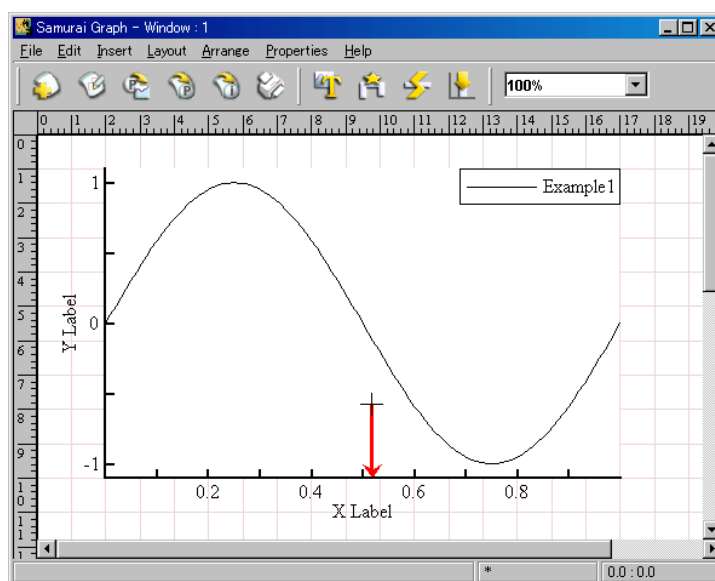 Samurai Graph - Window : 1
File Edit Insert Layout Arrange Properties Help
100%
0 1 2 3 4 5 6 7 8 9 10 11 12 13 14 15 16 17 18 19
0
1
2
3
4
5
6
7
8
9
10
11
1
Example1
1
0
-1
Y Label
0.2 0.4 0.6 0.8
X Label
* 0.0 : 0.0